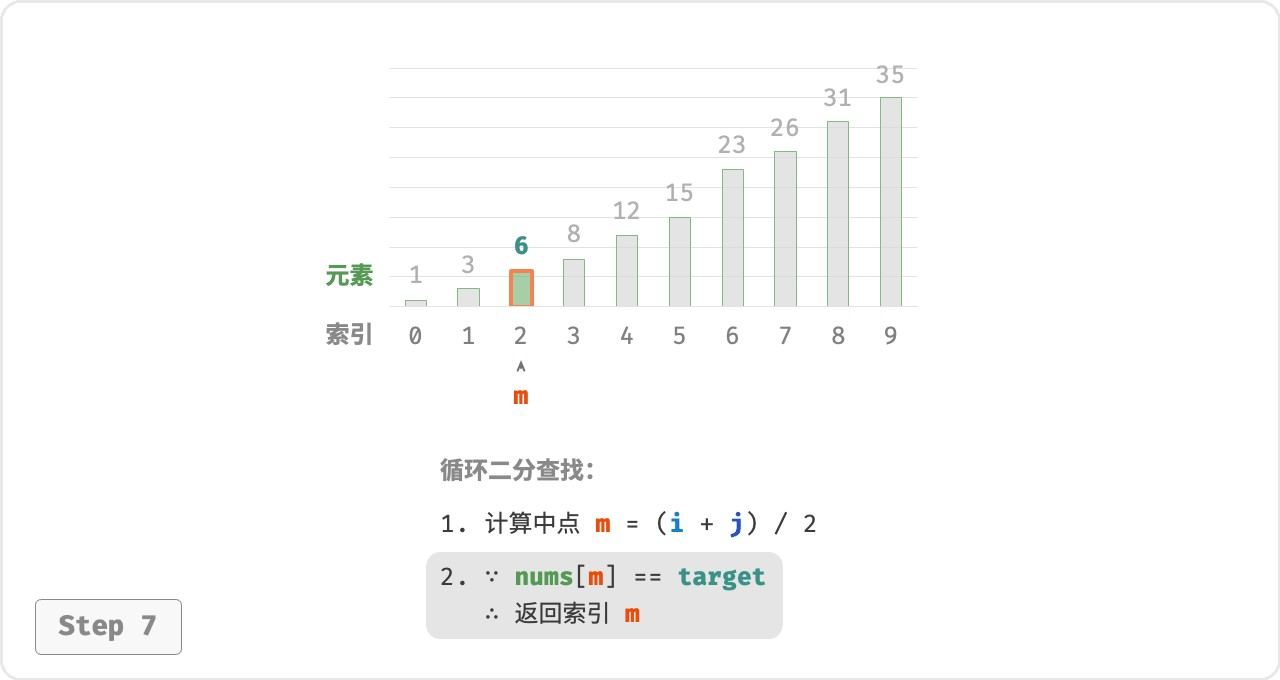 35
31
26
23
15
12
8
6
3
1
元素
索引 0 1 2 3 4 5 6 7 8 9
m
循环二分查找:
1. 计算中点 m = (i + j) / 2
2. ∵ nums[m] == target
∴ 返回索引 m
Step 7